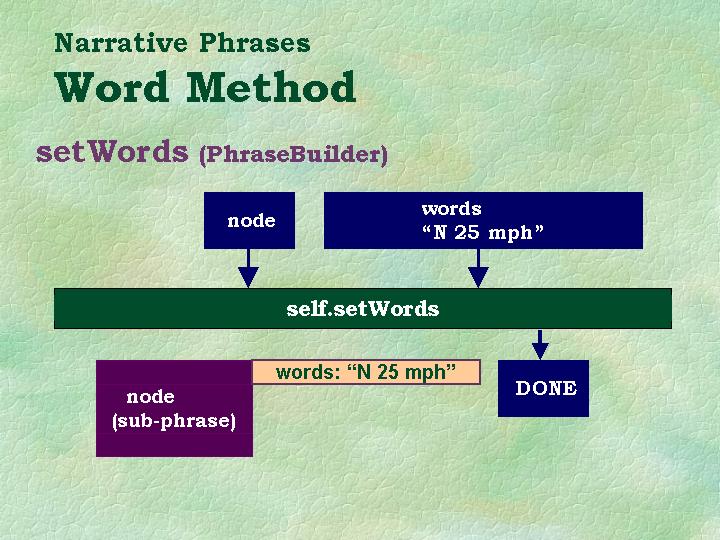 Narrative Phrases
Word Method
setWords (PhraseBuilder)
node
words
“N 25 mph”
self.setWords
words: “N 25 mph”
node
(sub-phrase)
DONE